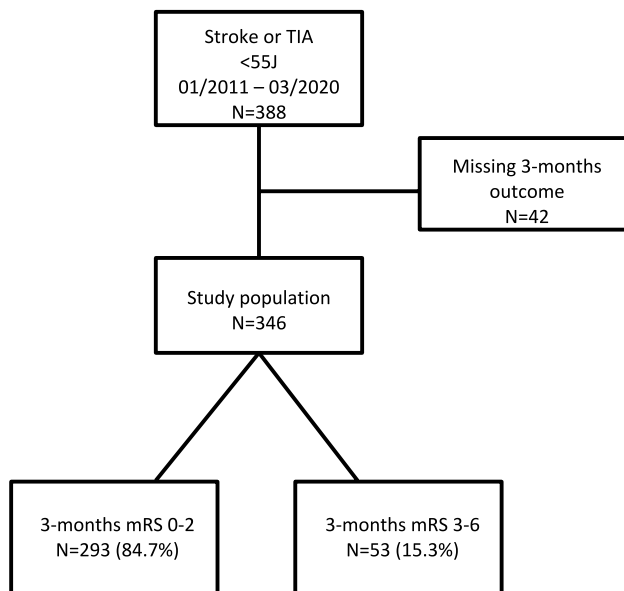 Stroke or TIA
<55J
01/2011 – 03/2020
N=388
Missing 3-months
outcome
N=42
Study population
N=346
3-months mRS 0-2
N=293 (84.7%)
3-months mRS 3-6
N=53 (15.3%)